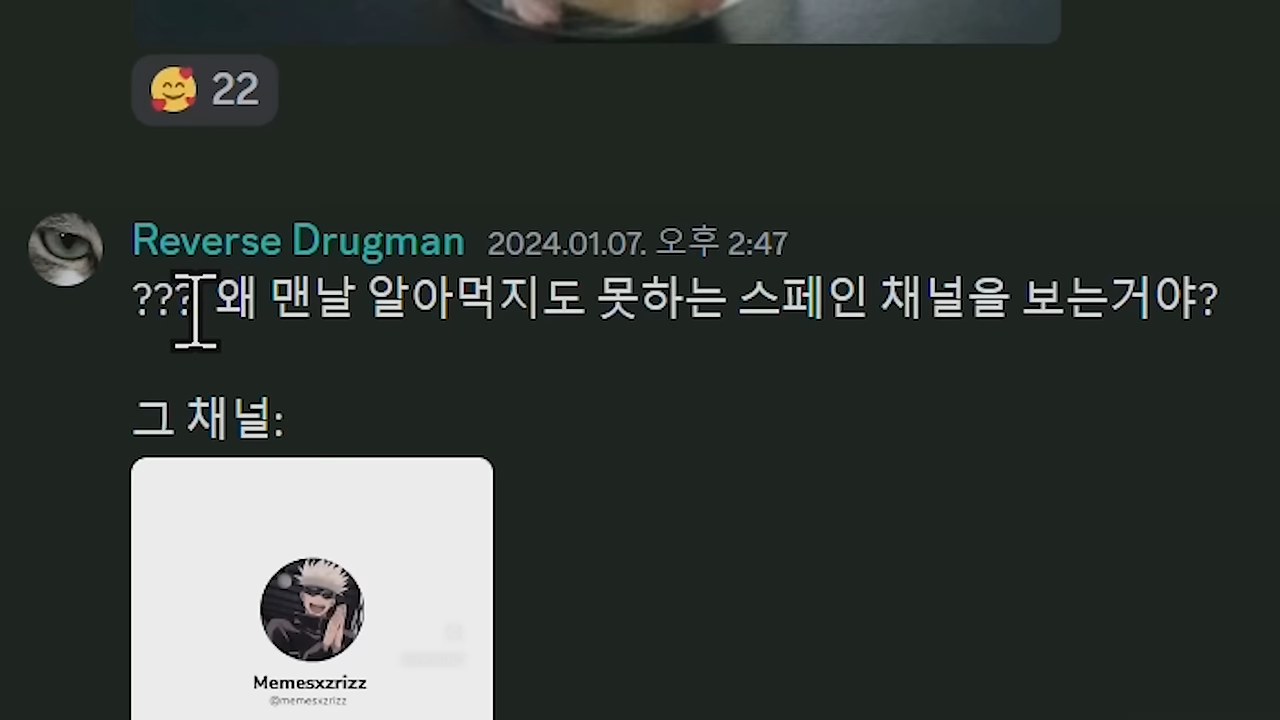 22
Reverse Drugman 2024.01.07. 오후 2:47
??? 왜 맨날 알아먹지도 못하는 스페인 채널을 보는거야?
그 채널:
Memesxzrizz
@memesxzrizz